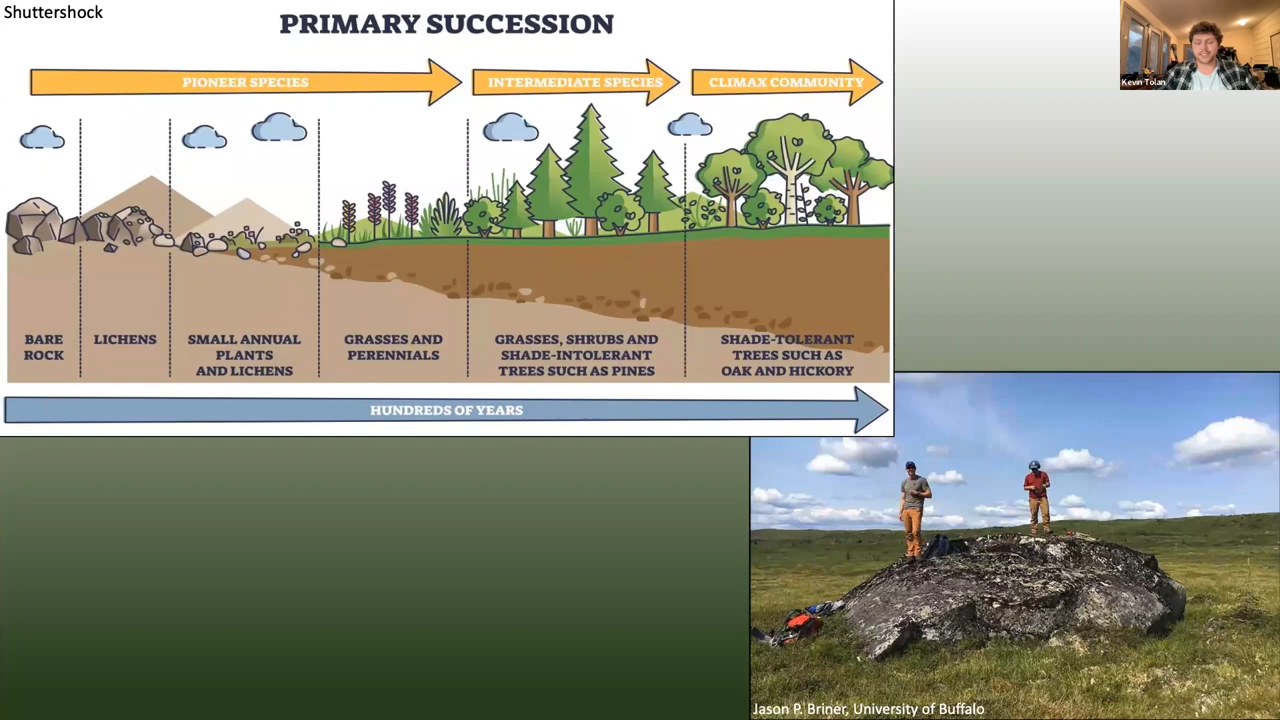 Shuttershock
PRIMARY SUCCESSION
PIONEER SPECIES
INTERMEDIATE SPECIES
CLIMAX COMMUNITY
Kevin Tolan
BARE
ROCK
LICHENS
SMALL ANNUAL
PLANTS
AND LICHENS
GRASSES AND
PERENNIALS
GRASSES, SHRUBS AND
SHADE-INTOLERANT
TREES SUCH AS PINES
SHADE-TOLERANT
TREES SUCH AS
OAK AND HICKORY
HUNDREDS OF YEARS
Jason P. Briner, University of Buffalo